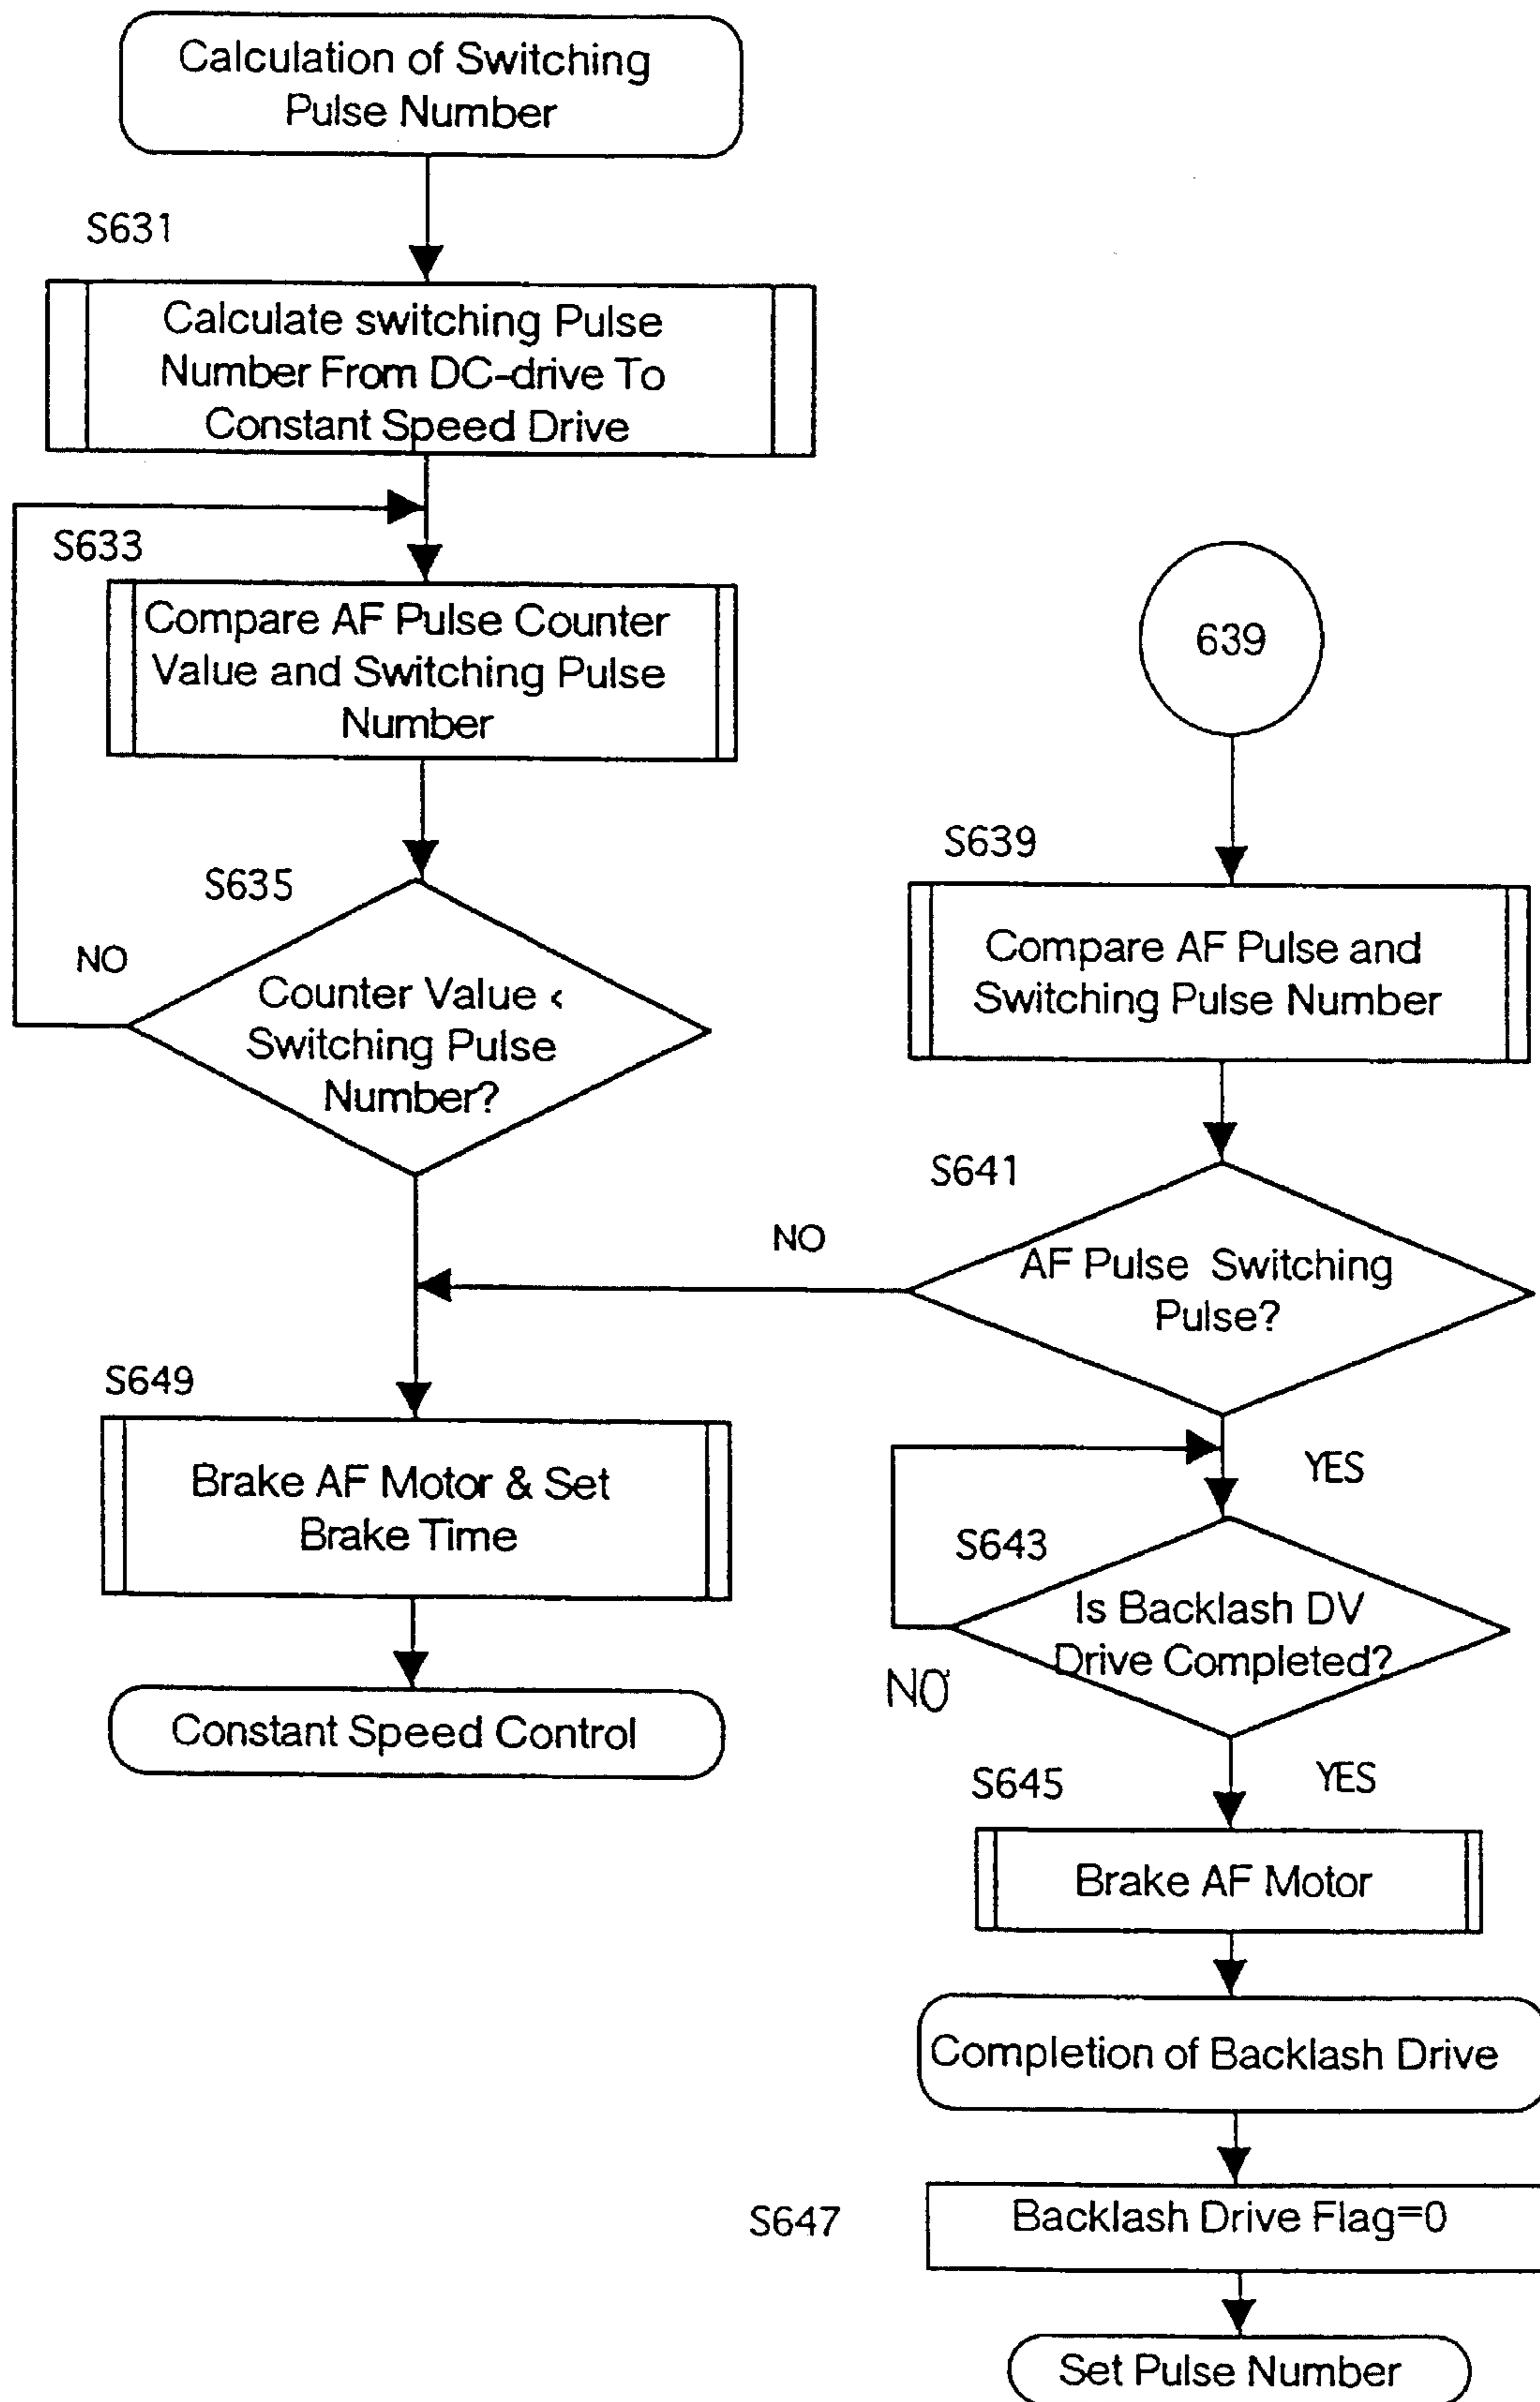 Calculation of Switching
Pulse Number
S631
Calculate switching Pulse
Number From DC-drive To
Constant Speed Drive
S633
Compare AF Pulse Counter
Value and Switching Pulse
Number
S635
NO
Counter Value <
Switching Pulse
Number?
S649
Brake AF Motor & Set
Brake Time
Constant Speed Control
639
S639
Compare AF Pulse and
Switching Pulse Number
S641
NO
AF Pulse Switching
Pulse?
YES
S643
Is Backlash DV
Drive Completed?
NO
YES
S645
Brake AF Motor
Completion of Backlash Drive
S647
Backlash Drive Flag=0
Set Pulse Number